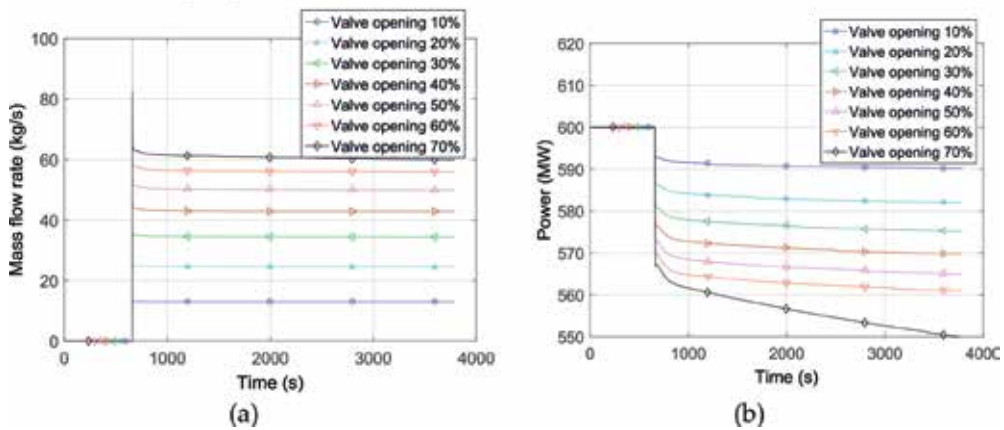 Valve opening 10%
Valve opening 20%
Valve opening 30%
Valve opening 40%
Valve opening 50%
Valve opening 60%
Valve opening 70%
100
80
60
40
20
0
Mass flow rate (kg/s)
0 1000 2000 3000 4000
Time (s)
(a)
Valve opening 10%
Valve opening 20%
Valve opening 30%
Valve opening 40%
Valve opening 50%
Valve opening 60%
Valve opening 70%
620
610
600
590
580
570
560
550
Power (MW)
0 1000 2000 3000 4000
Time (s)
(b)